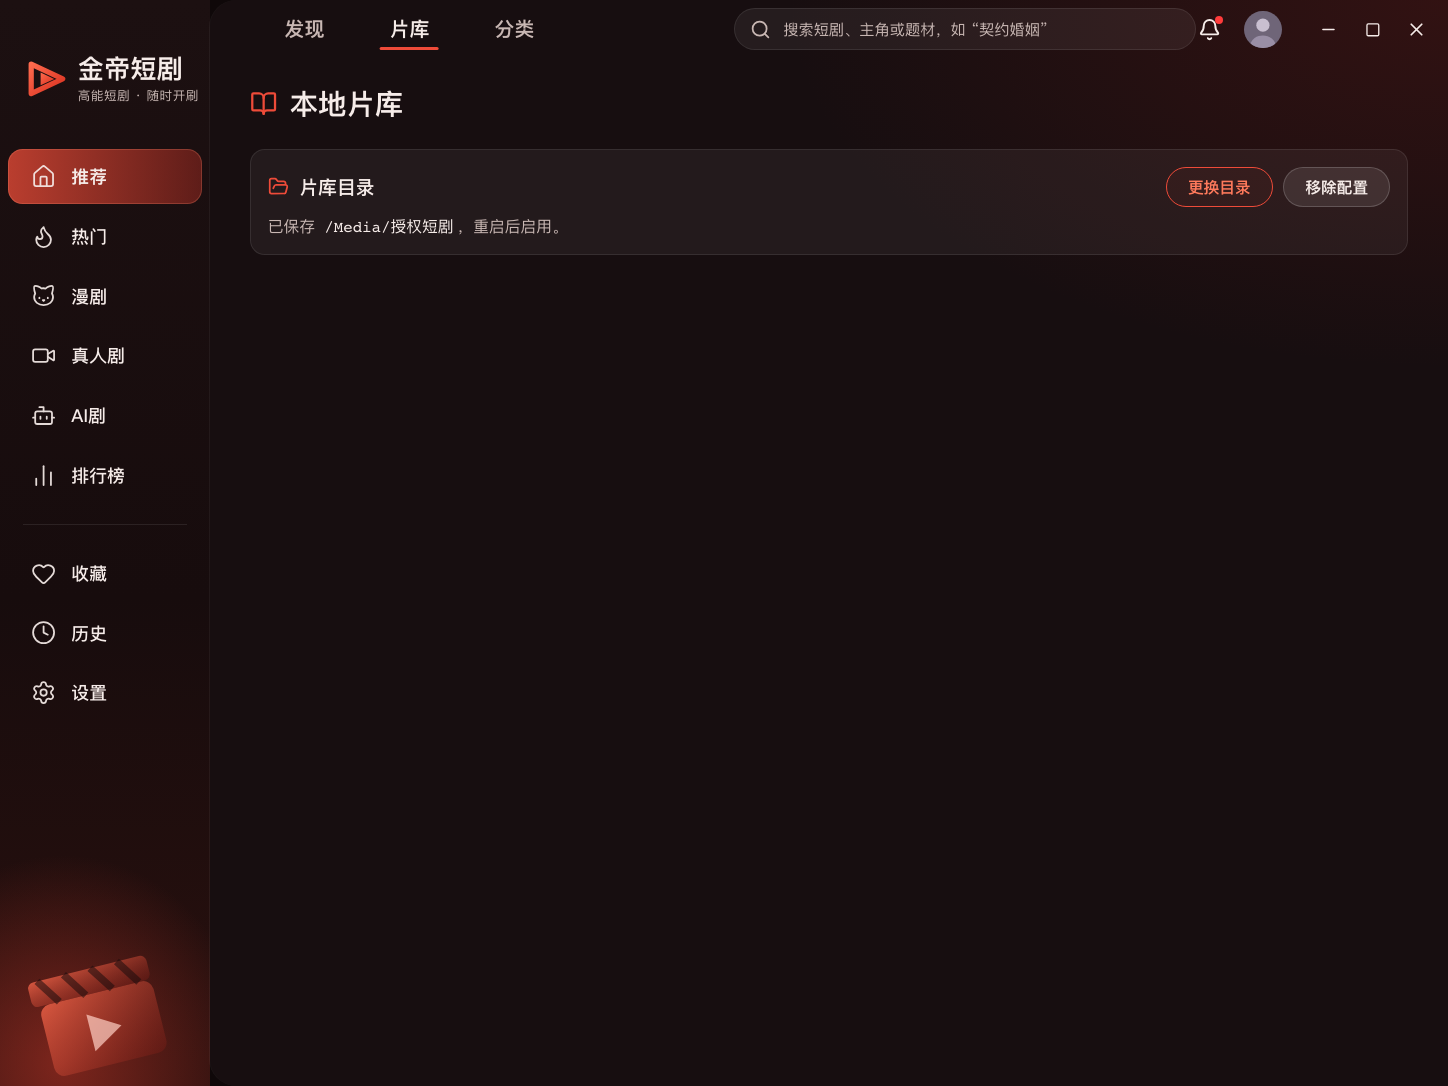 发现 片库 分类 搜索短剧、主角或题材，如 “契约婚姻”
金帝短剧
高能短剧 · 随时开刷
本地片库
推荐
热门
漫剧
真人剧
AI剧
排行榜
收藏
历史
设置
片库目录 更换目录 移除配置
已保存 /Media/授权短剧 ，重启后启用。